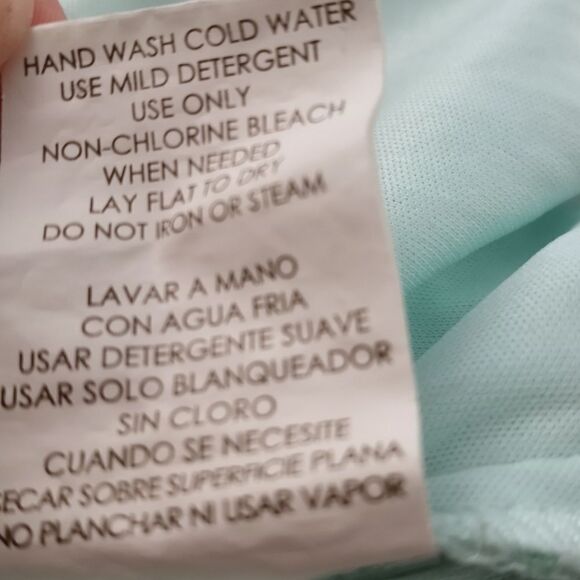 HAND WASH COLD WATER
USE MILD DETERGENT
USE ONLY
NON-CHLORINE BLEACH
WHEN NEEDED
LAY FLAT TO DRY
DO NOT IRON OR STEAM
LAVAR A MANO
CON AGUA FRIA
USAR DETERGENTE SUAVE
USAR SOLO BLANQUEADOR
SIN CLORO
CUANDO SE NECESITE
SECAR SOBRE SUPERFICIE PLANA
NO PLANCHAR NI USAR VAPOR